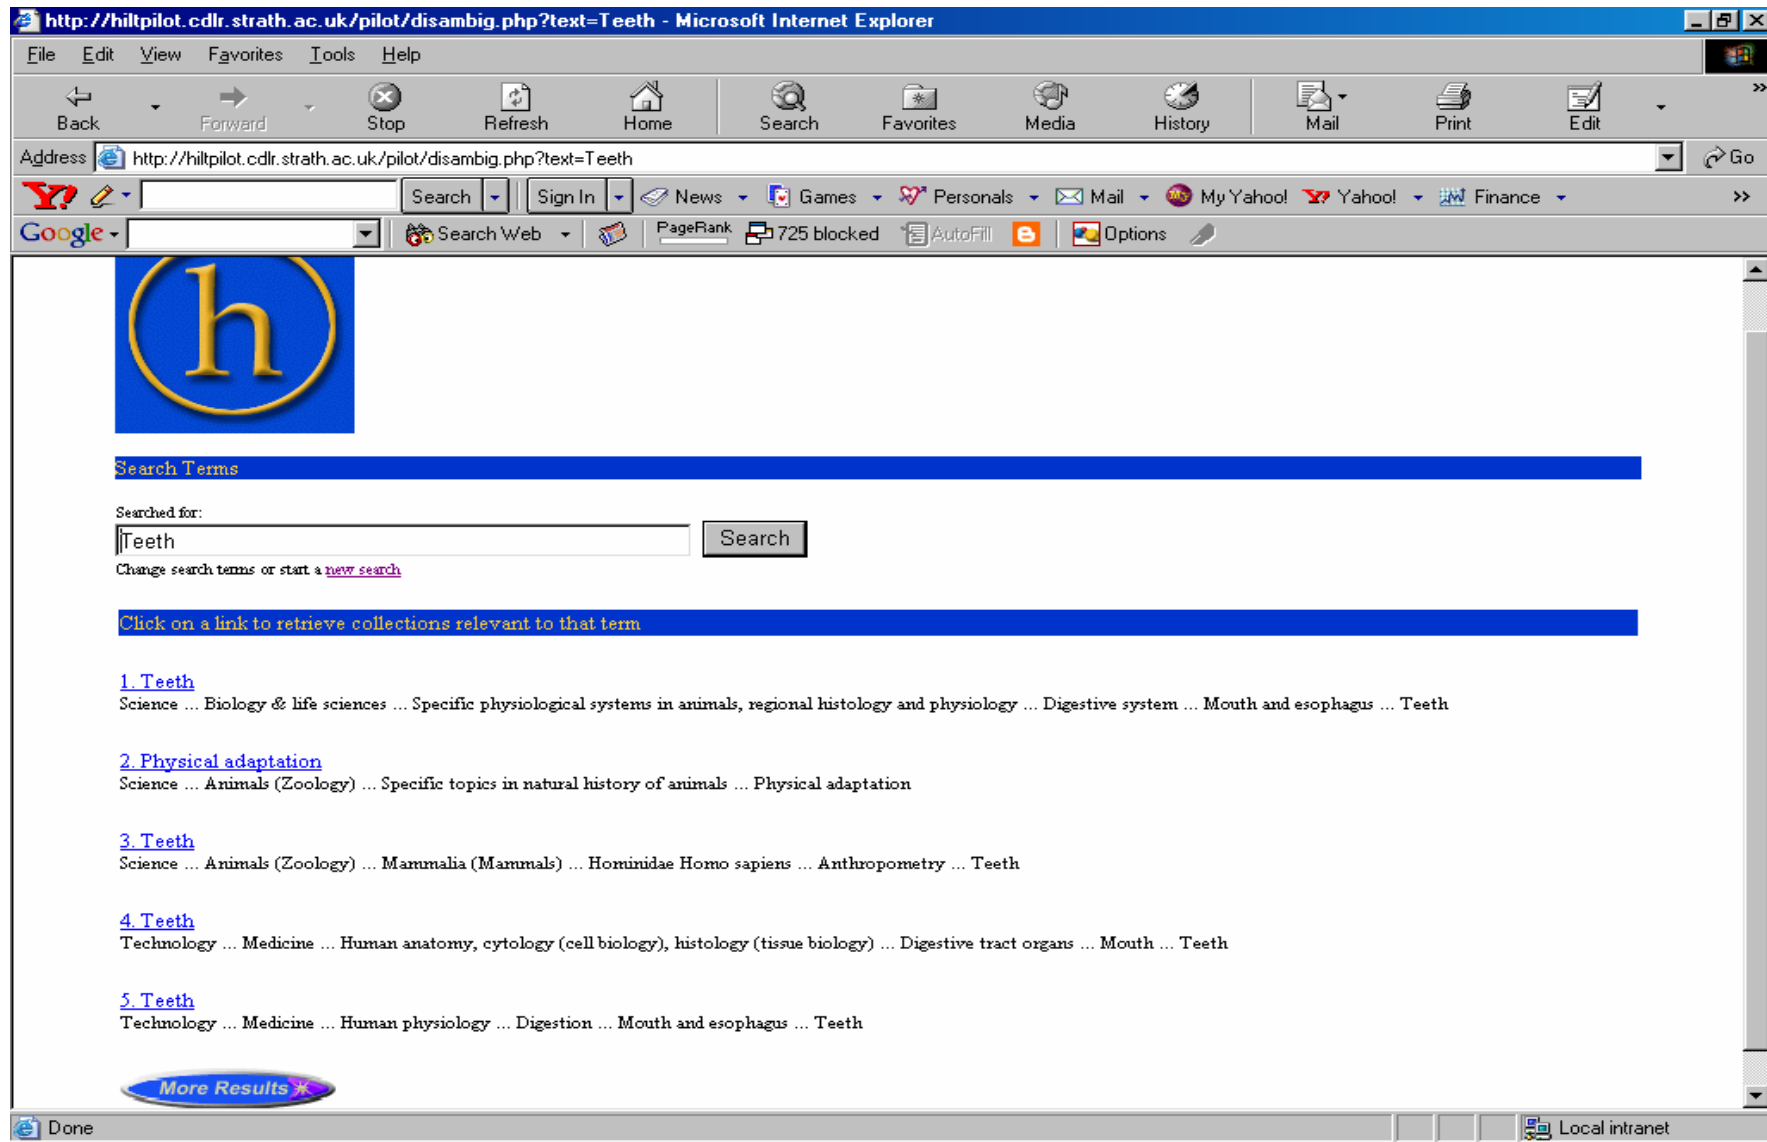 http://hiltpilot.cdlr.strath.ac.uk/pilot/disambig.php?text=Teeth - Microsoft Internet Explorer
File Edit View Favorites Tools Help
Back Forward Stop Refresh Home Search Favorites Media History Mail Print Edit
Address http://hiltpilot.cdlr.strath.ac.uk/pilot/disambig.php?text=Teeth Go
Y! Search Sign In News Games Personals Mail My Yahoo! Y! Yahoo! Finance
Google Search Web PageRank 725 blocked AutoFill Options
h
Search Terms
Searched for:
Teeth Search
Change search terms or start a new search
Click on a link to retrieve collections relevant to that term
1. Teeth
Science ... Biology & life sciences ... Specific physiological systems in animals, regional histology and physiology ... Digestive system ... Mouth and esophagus ... Teeth
2. Physical adaptation
Science ... Animals (Zoology) ... Specific topics in natural history of animals ... Physical adaptation
3. Teeth
Science ... Animals (Zoology) ... Mammalia (Mammals) ... Hominidae Homo sapiens ... Anthropometry ... Teeth
4. Teeth
Technology ... Medicine ... Human anatomy, cytology (cell biology), histology (tissue biology) ... Digestive tract organs ... Mouth ... Teeth
5. Teeth
Technology ... Medicine ... Human physiology ... Digestion ... Mouth and esophagus ... Teeth
More Results
Done Local intranet